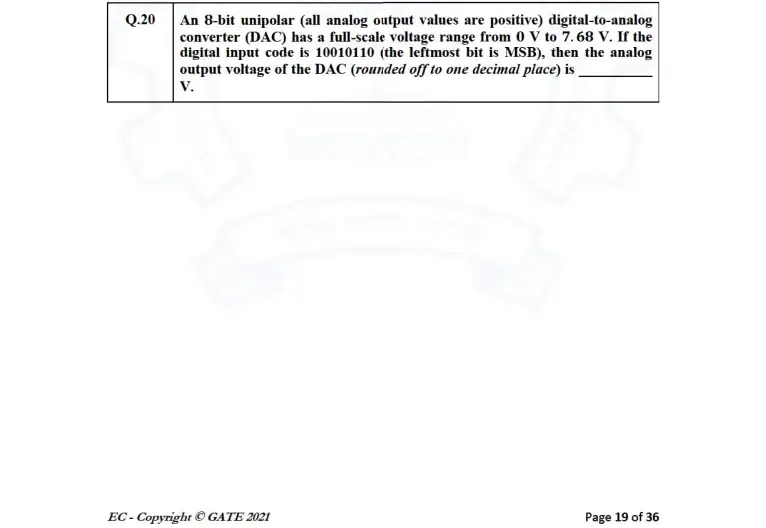 Q.20 An 8-bit unipolar (all analog output values are positive) digital-to-analog
converter (DAC) has a full-scale voltage range from 0 V to 7.68 V. If the
digital input code is 10010110 (the leftmost bit is MSB), then the analog
output voltage of the DAC (rounded off to one decimal place) is __________
V.
EC - Copyright © GATE 2021 Page 19 of 36